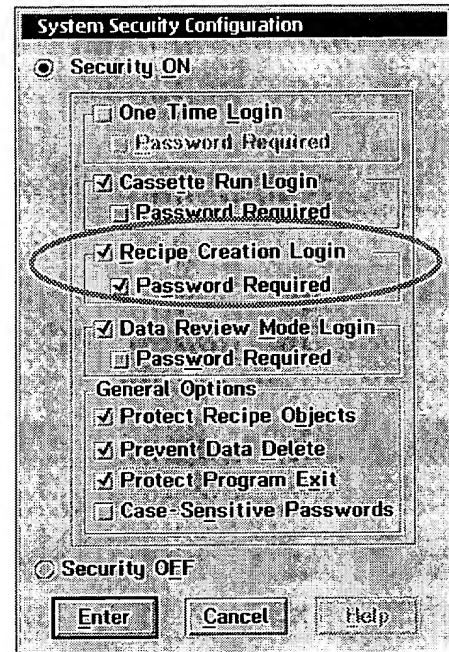 System Security Configuration
Security ON
One Time Login
Password Required
Cassette Run Login
Password Required
Recipe Creation Login
Password Required
Data Review Mode Login
Password Required
General Options
Protect Recipe Objects
Prevent Data Delete
Protect Program Exit
Case-Sensitive Passwords
Security OFF
Enter Cancel Help